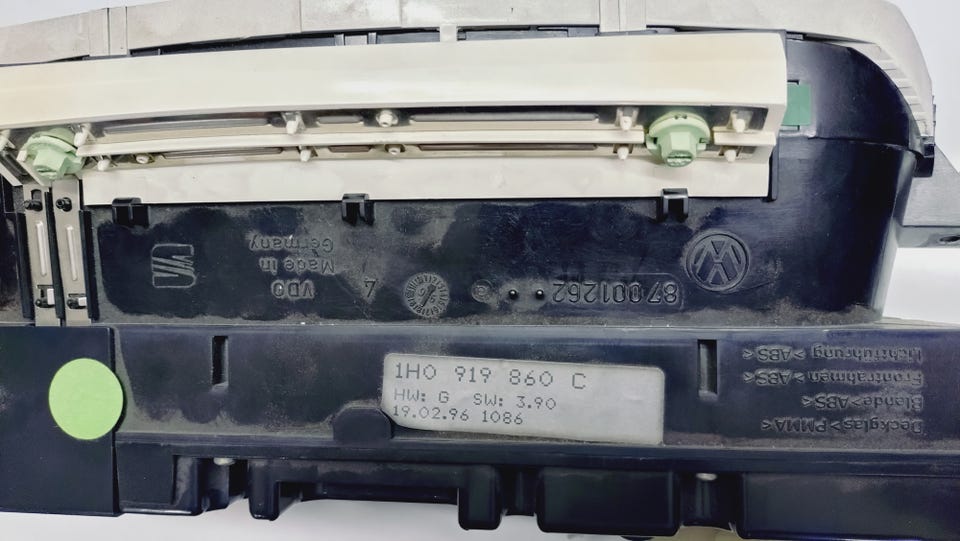 1H0 919 860 C
HW: G SW: 3.90
19.02.96 1086
87001262
4
VDO
Made in
Germany
Deckglas>PMMA<
Blende>ABS<
Frontrahmen >ABS<
Lichtführung >ABS<